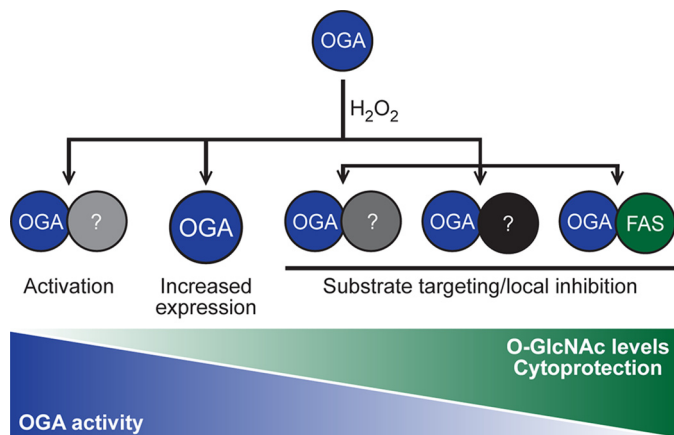 OGA
H₂O₂
OGA ?
OGA
OGA ?
OGA ?
OGA FAS
Activation
Increased
expression
Substrate targeting/local inhibition
O-GlcNAc levels
Cytoprotection
OGA activity